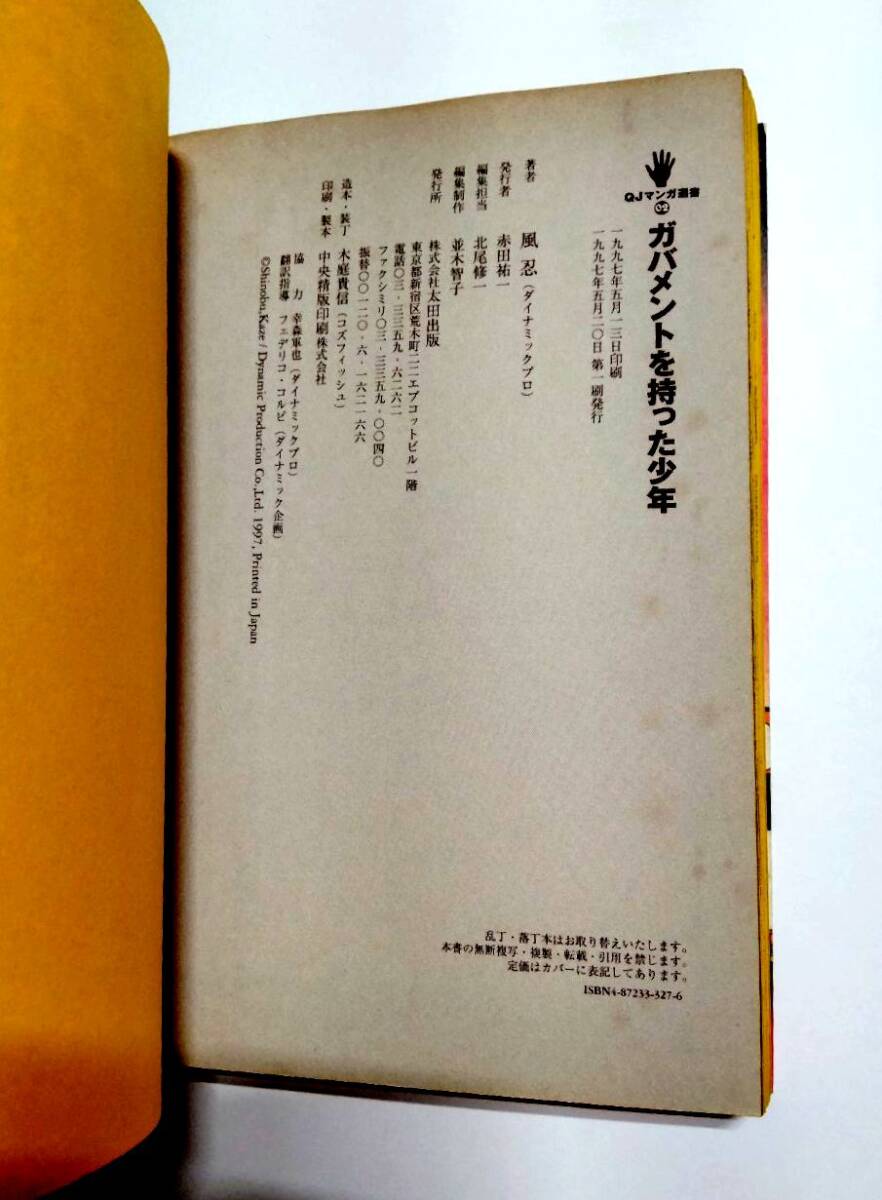 QJマンガ選書
02
ガバメントを持った少年
一九九七年五月一三日印刷
一九九七年五月二〇日 第一刷発行
著者 風忍(ダイナミックプロ)
発行者 赤田祐一
編集担当 北尾修一
編集制作 並木智子
発行所 株式会社太田出版
東京都新宿区荒木町二二エプコットビル一階
電話〇三‐三三五九‐六二六二
ファクシミリ〇三‐三三五九‐〇〇四〇
振替〇〇一二〇‐六‐一六二一六六
造本・装丁 木庭貴信(コズフィッシュ)
印刷・製本 中央精版印刷株式会社
協力 幸森軍也(ダイナミックプロ)
翻訳指導 フェデリコ・コルピ(ダイナミック企画)
©Shinobu,Kaze / Dynamic Production Co.,Ltd. 1997, Printed in Japan
乱丁・落丁本はお取り替えいたします。
本書の無断複写・複製・転載・引用を禁じます。
定価はカバーに表記してあります。
ISBN4-87233-327-6